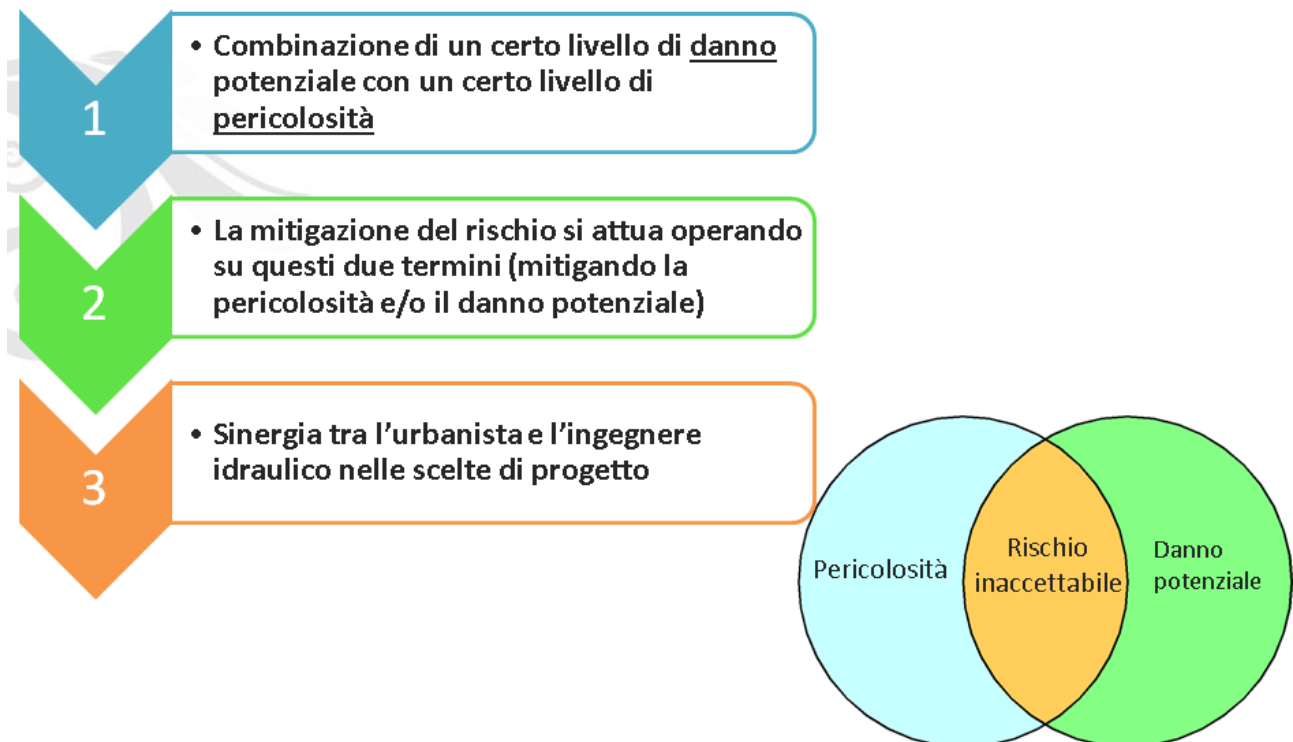 1
• Combinazione di un certo livello di danno
potenziale con un certo livello di
pericolosità
2
• La mitigazione del rischio si attua operando
su questi due termini (mitigando la
pericolosità e/o il danno potenziale)
3
• Sinergia tra l'urbanista e l'ingegnere
idraulico nelle scelte di progetto
Pericolosità
Rischio
inaccettabile
Danno
potenziale